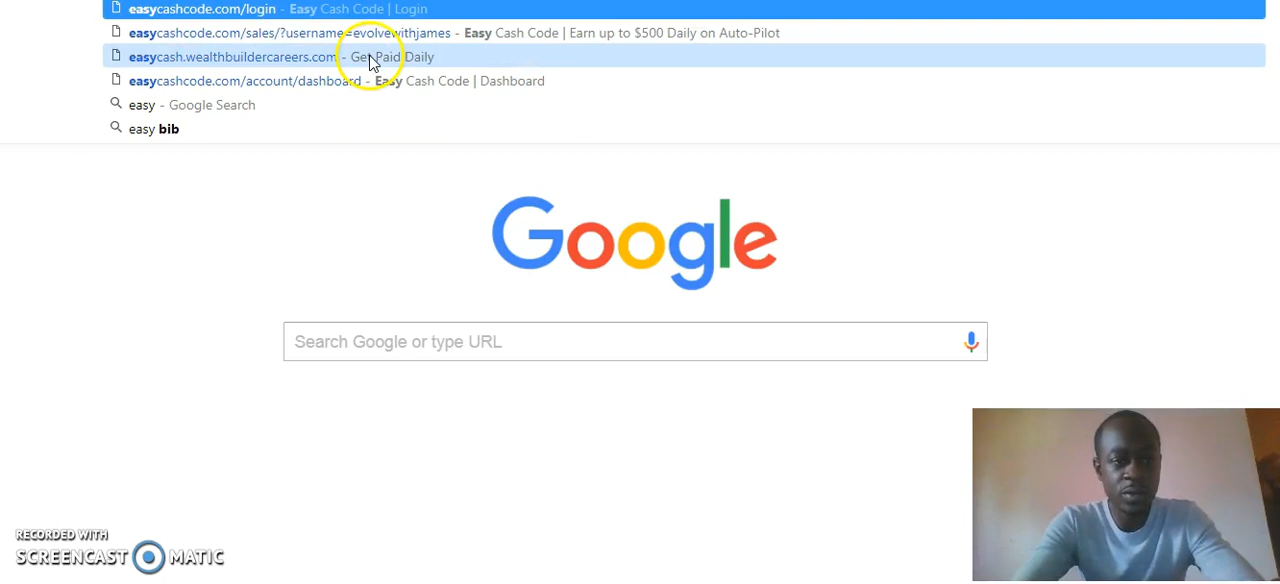 easycashcode.com/login - Easy Cash Code | Login
easycashcode.com/sales/?username=evolvewithjames - Easy Cash Code | Earn up to $500 Daily on Auto-Pilot
easycash.wealthbuildercareers.com - Get Paid Daily
easycashcode.com/account/dashboard - Easy Cash Code | Dashboard
easy - Google Search
easy bib
Google
Search Google or type URL
RECORDED WITH
SCREENCAST MATIC